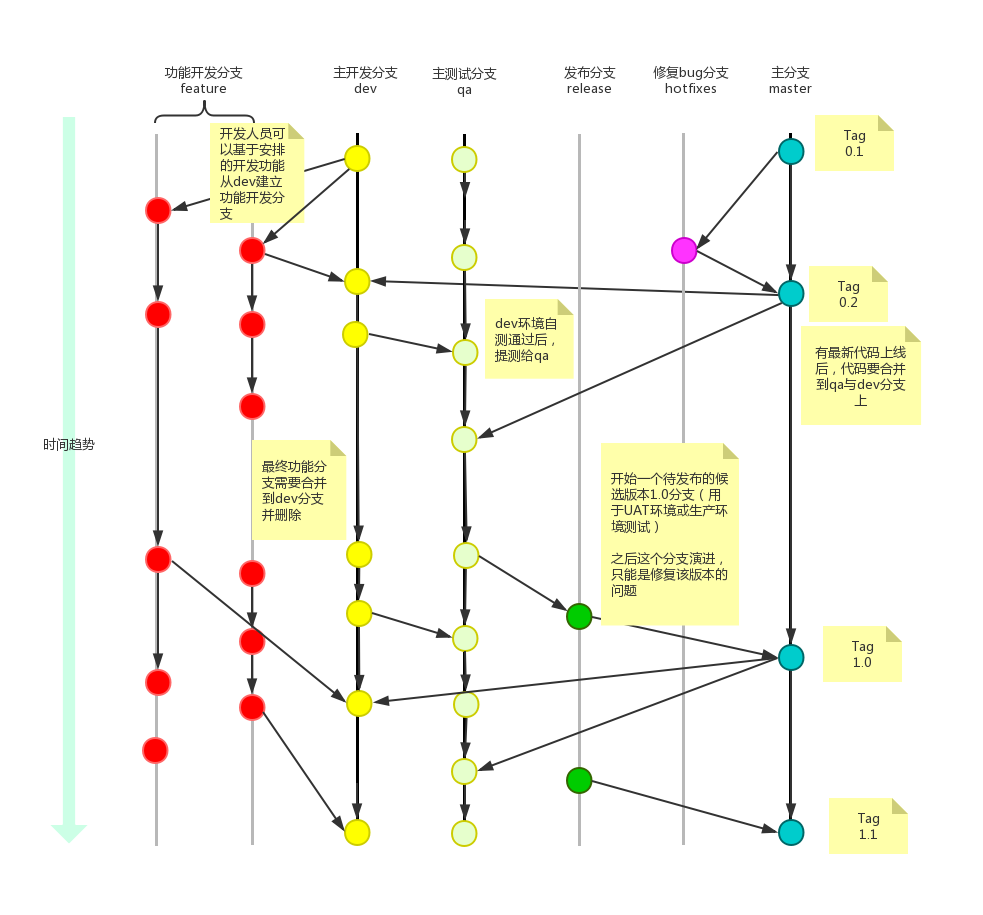 功能开发分支
feature
主开发分支
dev
主测试分支
qa
发布分支
release
修复bug分支
hotfixes
主分支
master
开发人员可
以基于安排
的开发功能
从dev建立
功能开发分
支
Tag
0.1
Tag
0.2
dev环境自
测通过后，
提测给qa
有最新代码上线
后，代码要合并
到qa与dev分支
上
时间趋势
最终功能分
支需要合并
到dev分支
并删除
开始一个待发布的候
选版本1.0分支（用
于UAT环境或生产环
境测试）
之后这个分支演进，
只能是修复该版本的
问题
Tag
1.0
Tag
1.1